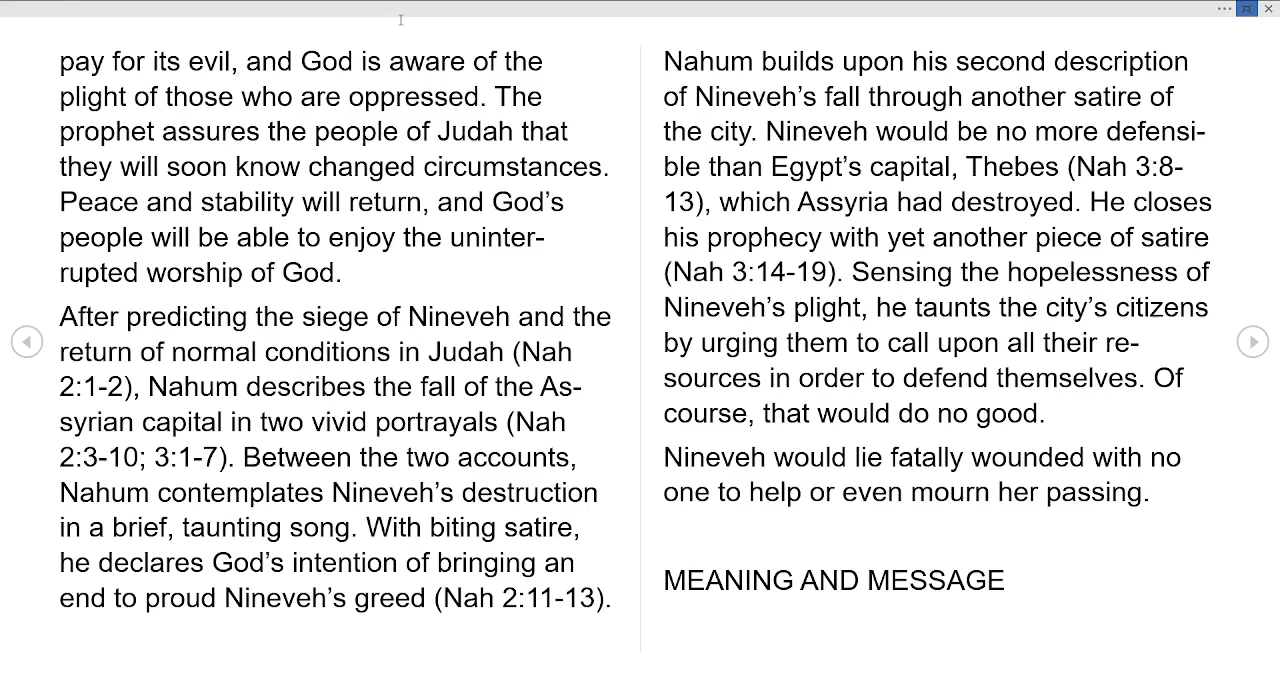 pay for its evil, and God is aware of the
plight of those who are oppressed. The
prophet assures the people of Judah that
they will soon know changed circumstances.
Peace and stability will return, and God’s
people will be able to enjoy the uninter-
rupted worship of God.
After predicting the siege of Nineveh and the
return of normal conditions in Judah (Nah
2:1-2), Nahum describes the fall of the As-
syrian capital in two vivid portrayals (Nah
2:3-10; 3:1-7). Between the two accounts,
Nahum contemplates Nineveh’s destruction
in a brief, taunting song. With biting satire,
he declares God’s intention of bringing an
end to proud Nineveh’s greed (Nah 2:11-13).
Nahum builds upon his second description
of Nineveh’s fall through another satire of
the city. Nineveh would be no more defensi-
ble than Egypt’s capital, Thebes (Nah 3:8-
13), which Assyria had destroyed. He closes
his prophecy with yet another piece of satire
(Nah 3:14-19). Sensing the hopelessness of
Nineveh’s plight, he taunts the city’s citizens
by urging them to call upon all their re-
sources in order to defend themselves. Of
course, that would do no good.
Nineveh would lie fatally wounded with no
one to help or even mourn her passing.
MEANING AND MESSAGE